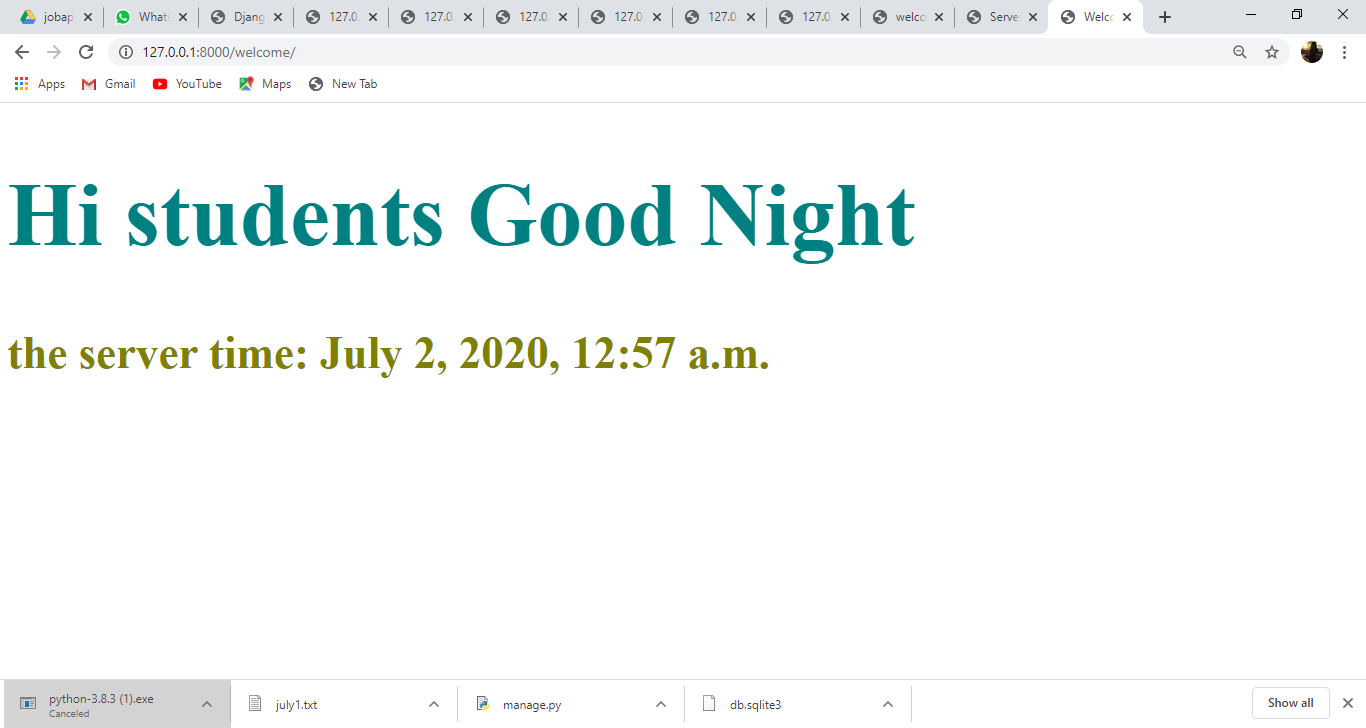 jobap What Djang 127.0. 127.0. 127.0. 127.0. 127.0. 127.0. welco Serve Welco
127.0.0.1:8000/welcome/
Apps Gmail YouTube Maps New Tab
Hi students Good Night
the server time: July 2, 2020, 12:57 a.m.
python-3.8.3 (1).exe
Canceled
july1.txt
manage.py
db.sqlite3
Show all